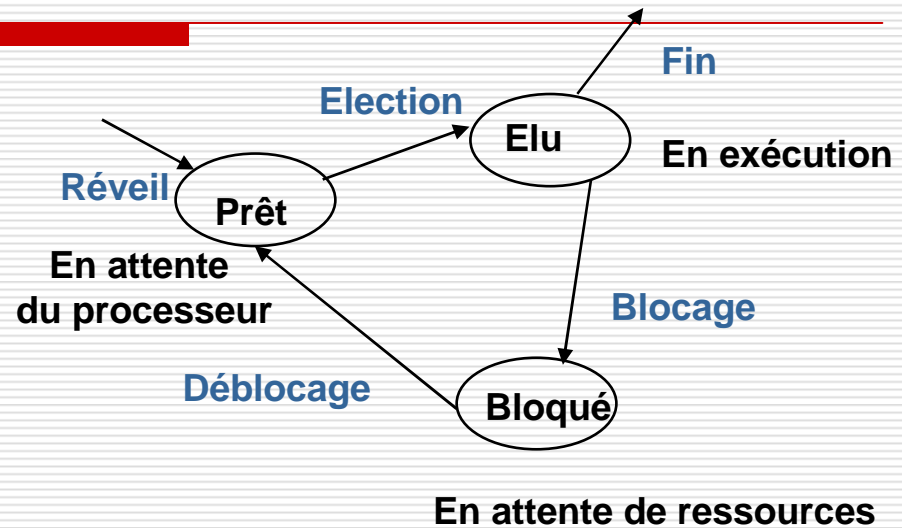 Fin
Election
Elu
En exécution
Réveil
Prêt
En attente
du processeur
Blocage
Déblocage
Bloqué
En attente de ressources